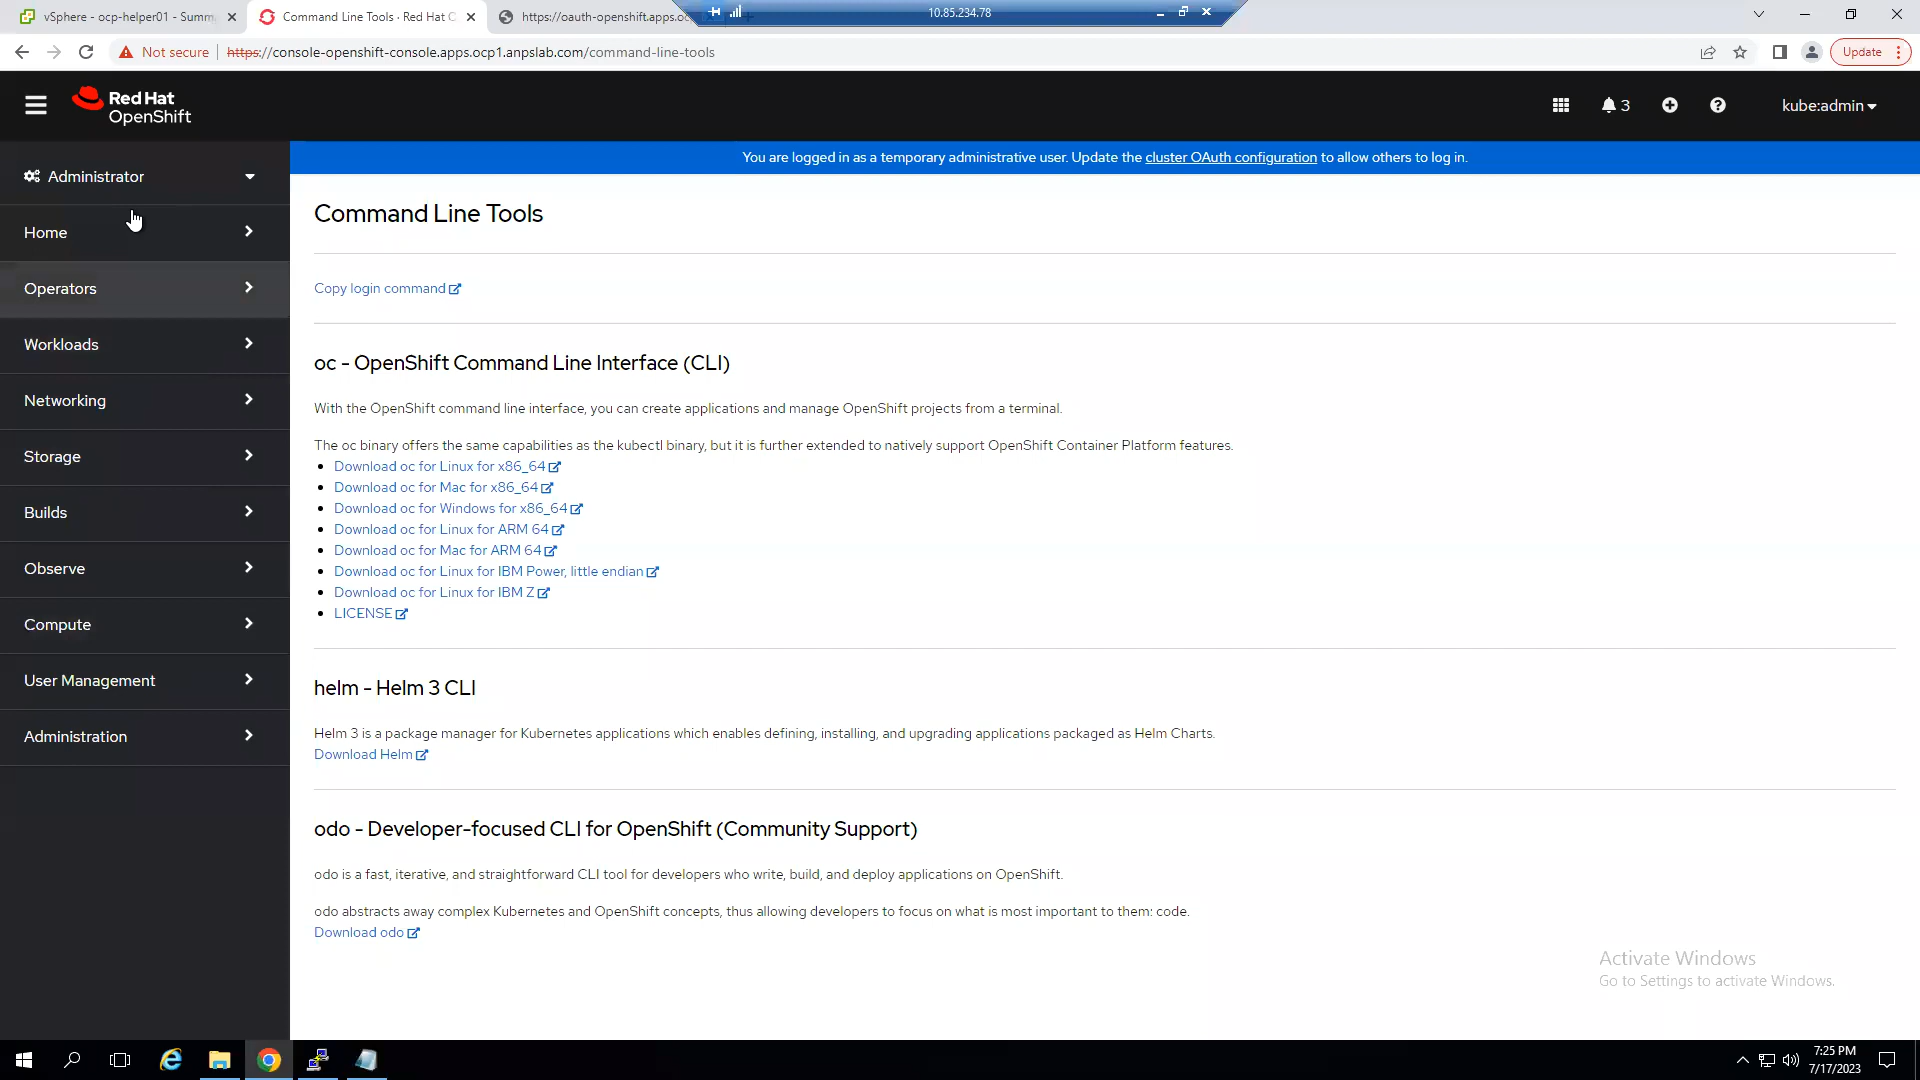 vSphere - ocp-helper01 - Summ
Command Line Tools · Red Hat O
https://oauth-openshift.apps.oc
10.85.234.78
Not secure
https://console-openshift-console.apps.ocp1.anpslab.com/command-line-tools
Update
Red Hat
OpenShift
3
kube:admin
You are logged in as a temporary administrative user. Update the cluster OAuth configuration to allow others to log in.
Administrator
Home
Operators
Workloads
Networking
Storage
Builds
Observe
Compute
User Management
Administration
Command Line Tools
Copy login command
oc - OpenShift Command Line Interface (CLI)
With the OpenShift command line interface, you can create applications and manage OpenShift projects from a terminal.
The oc binary offers the same capabilities as the kubectl binary, but it is further extended to natively support OpenShift Container Platform features.
Download oc for Linux for x86_64
Download oc for Mac for x86_64
Download oc for Windows for x86_64
Download oc for Linux for ARM 64
Download oc for Mac for ARM 64
Download oc for Linux for IBM Power, little endian
Download oc for Linux for IBM Z
LICENSE
helm - Helm 3 CLI
Helm 3 is a package manager for Kubernetes applications which enables defining, installing, and upgrading applications packaged as Helm Charts.
Download Helm
odo - Developer-focused CLI for OpenShift (Community Support)
odo is a fast, iterative, and straightforward CLI tool for developers who write, build, and deploy applications on OpenShift.
odo abstracts away complex Kubernetes and OpenShift concepts, thus allowing developers to focus on what is most important to them: code.
Download odo
Activate Windows
Go to Settings to activate Windows.
7:25 PM
7/17/2023